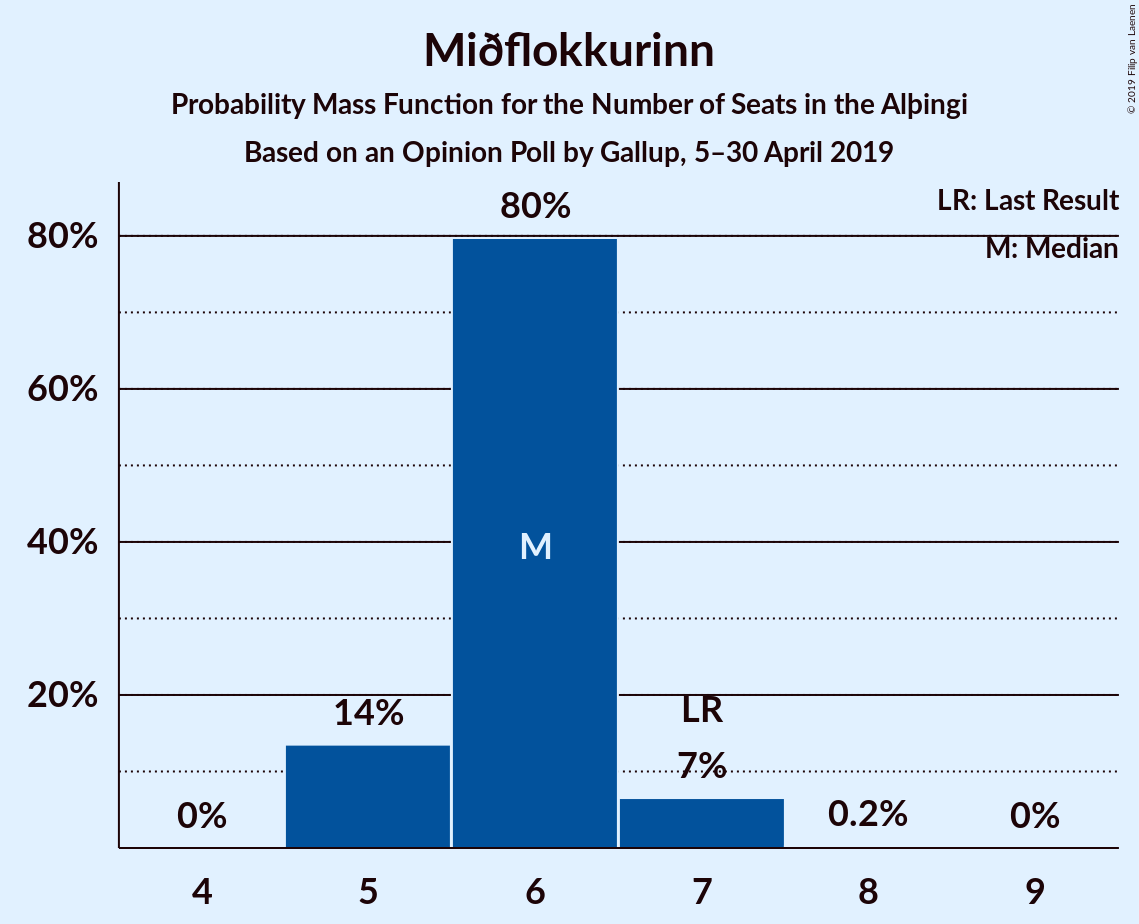 Miðflokkurinn
Probability Mass Function for the Number of Seats in the Alþingi
Based on an Opinion Poll by Gallup, 5–30 April 2019
© 2019 Filip van Laenen
LR: Last Result
M: Median
80%
60%
40%
20%
0%
14%
80%
M
LR
7%
0.2%
0%
4
5
6
7
8
9